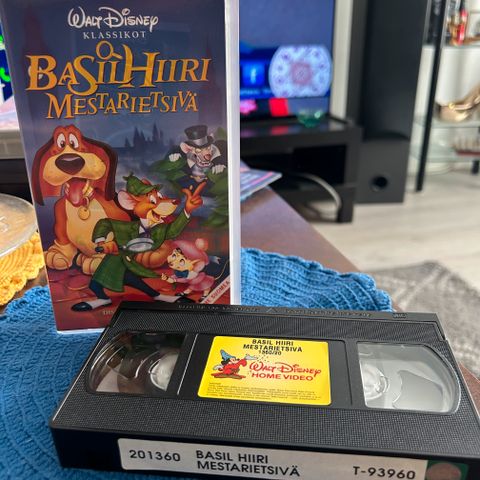 WALT DISNEY
KLASSIKOT
BASIL HIIRI
MESTARIETSIVÄ
BASIL HIIRI
MESTARIETSIVÄ
1360/90
WALT DISNEY
HOME VIDEO
201360 BASIL HIIRI T-93960
MESTARIETSIVÄ